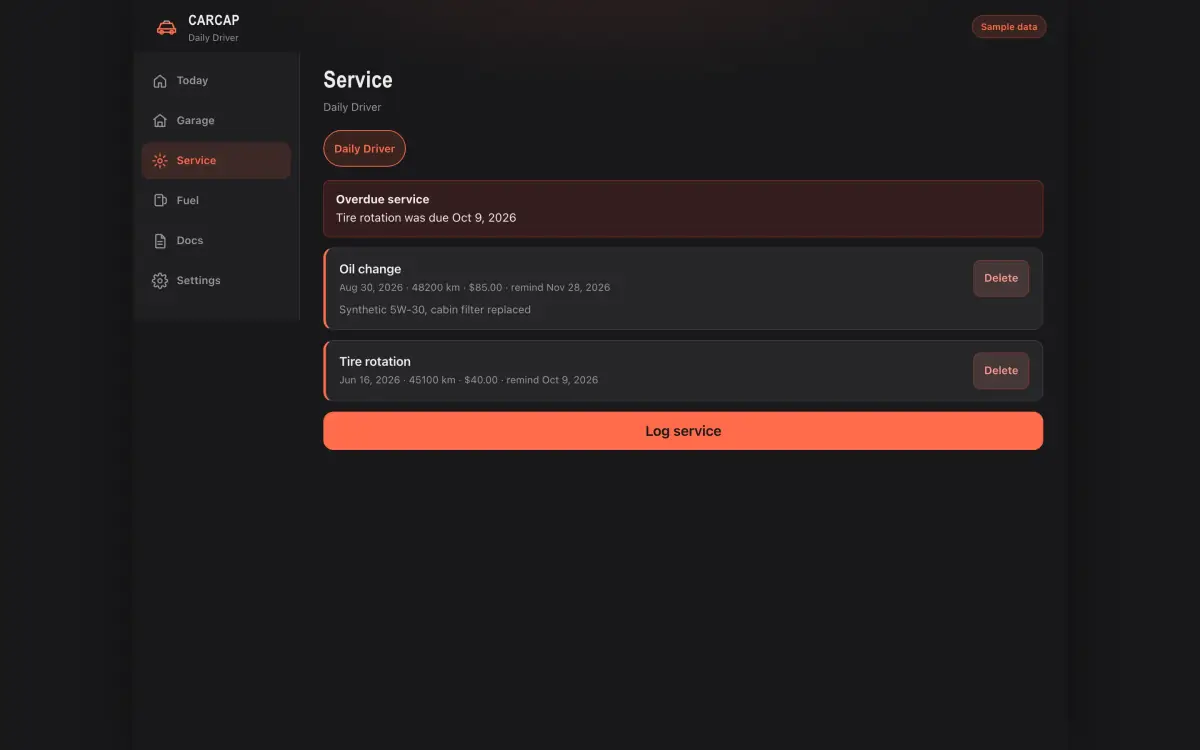 CARCAP
Daily Driver
Sample data
Today
Garage
Service
Fuel
Docs
Settings
Service
Daily Driver
Daily Driver
Overdue service
Tire rotation was due Oct 9, 2026
Oil change
Aug 30, 2026 · 48200 km · $85.00 · remind Nov 28, 2026
Synthetic 5W-30, cabin filter replaced
Delete
Tire rotation
Jun 16, 2026 · 45100 km · $40.00 · remind Oct 9, 2026
Delete
Log service